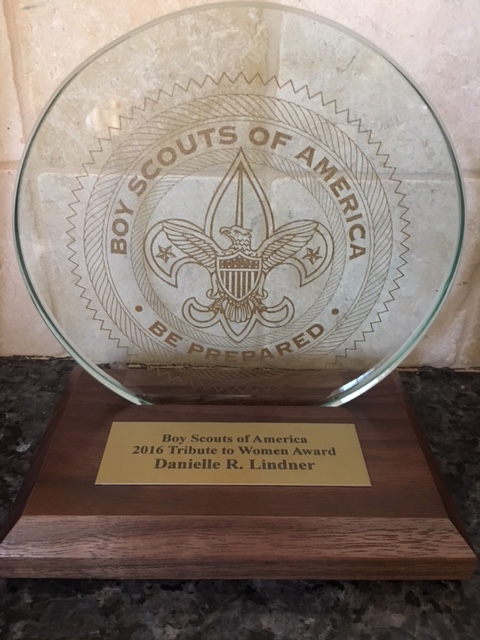 BOY SCOUTS OF AMERICA
• BE PREPARED •
Boy Scouts of America
2016 Tribute to Women Award
Danielle R. Lindner